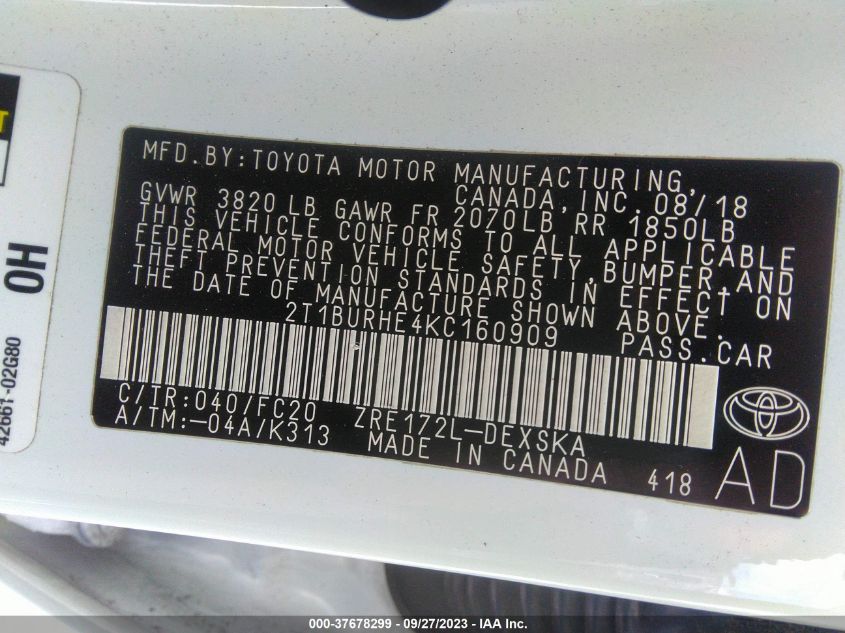 MFD.BY:TOYOTA MOTOR MANUFACTURING,
CANADA,INC.08/18
GVWR 3820 LB GAWR FR 2070LB RR 1850LB
THIS VEHICLE CONFORMS TO ALL APPLICABLE
FEDERAL MOTOR VEHICLE SAFETY,BUMPER,AND
THEFT PREVENTION STANDARDS IN EFFECT ON
THE DATE OF MANUFACTURE SHOWN ABOVE.
2T1BURHE4KC160909 PASS.CAR
C/TR:040/FC20 ZRE172L-DEXSKA
A/TM:-04A/K313 MADE IN CANADA 418
AD
T
OH
42661-02G80
000-37678299 - 09/27/2023 - IAA Inc.